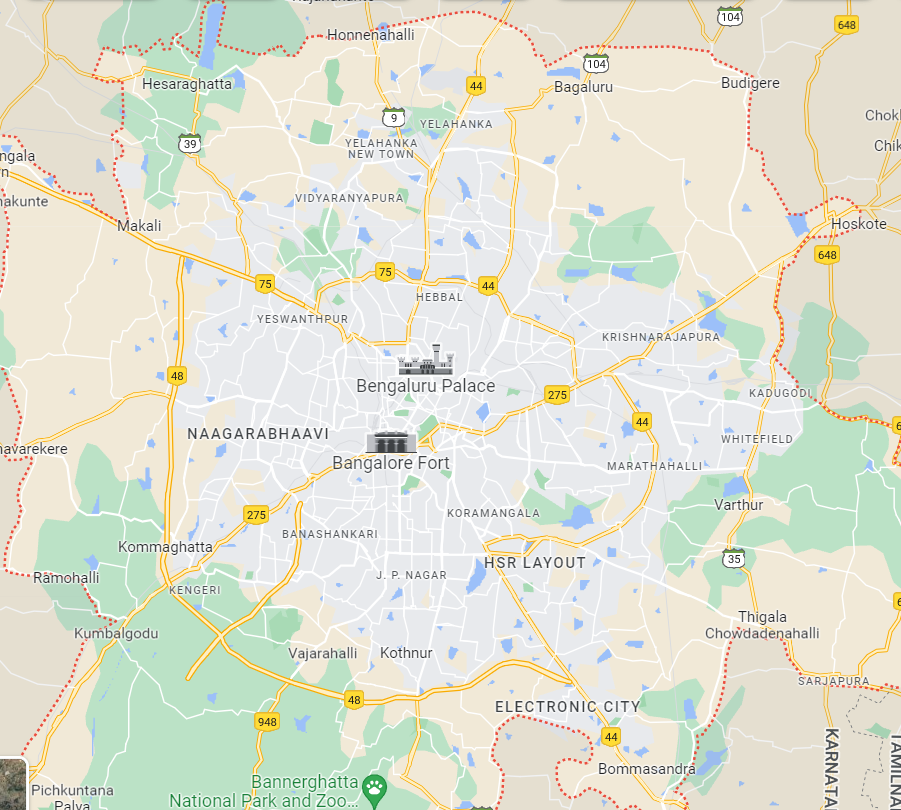 104
648
Honnenahalli
104
Hesaraghatta
44
Bagaluru
Budigere
9
YELAHANKA
39
YELAHANKA
NEW TOWN
VIDYARANYAPURA
Makali
Hoskote
648
75
75
44
HEBBAL
YESWANTHPUR
KRISHNARAJAPURA
48
Bengaluru Palace
275
KADUGODI
44
NAAGARABHAAVI
WHITEFIELD
Bangalore Fort
MARATHAHALLI
Varthur
275
KORAMANGALA
BANASHANKARI
Kommaghatta
HSR LAYOUT
35
J. P. NAGAR
Ramohalli
KENGERI
Thigala
Chowdadenahalli
Kumbalgodu
Vajarahalli
Kothnur
SARJAPURA
48
ELECTRONIC CITY
948
44
Bommasandra
Bannerghatta
National Park and Zoo...
Pichkuntana
Palya